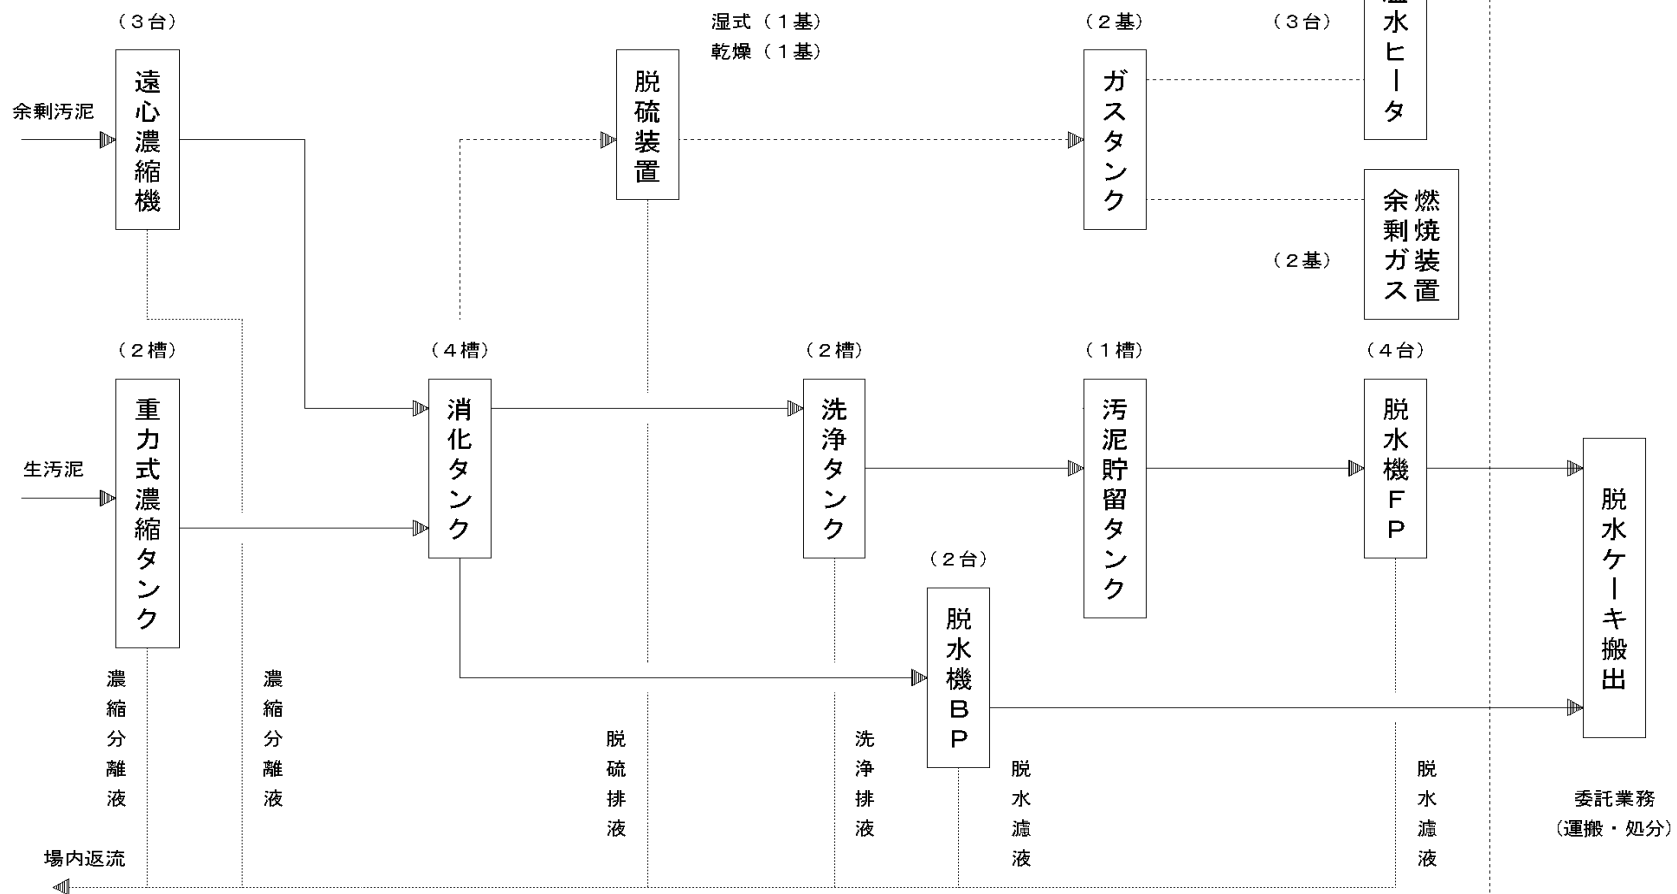 （３台）
湿式（１基）
乾燥（１基）
（２基）
（３台）
水ヒータ
余剰汚泥
遠心濃縮機
脱硫装置
ガスタンク
燃焼装置
余剰ガス
（２基）
（２槽）
（４槽）
（２槽）
（１槽）
（４台）
生汚泥
重力式濃縮タンク
消化タンク
洗浄タンク
汚泥貯留タンク
脱水機ＦＰ
脱水ケーキ搬出
（２台）
脱水機ＢＰ
濃縮分離液
濃縮分離液
脱硫排液
洗浄排液
脱水濾液
脱水濾液
委託業務
（運搬・処分）
場内返流